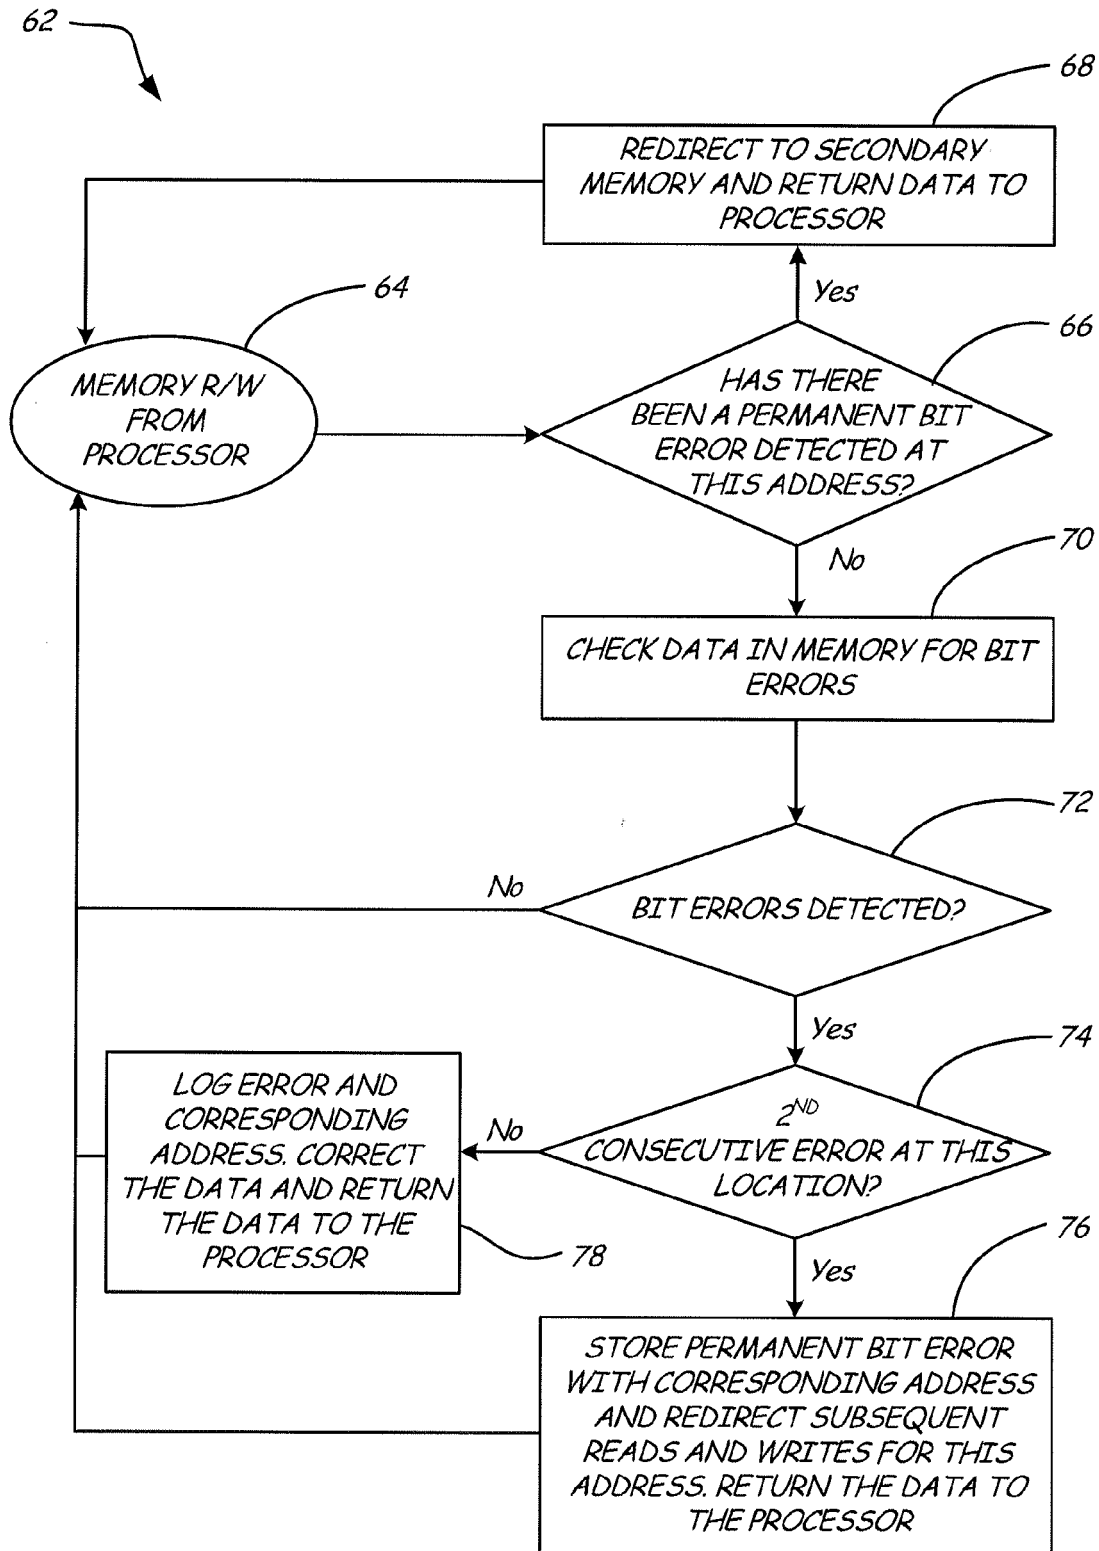 62
68
REDIRECT TO SECONDARY
MEMORY AND RETURN DATA TO
PROCESSOR
Yes
64
66
MEMORY R/W
FROM
PROCESSOR
HAS THERE
BEEN A PERMANENT BIT
ERROR DETECTED AT
THIS ADDRESS?
No
70
CHECK DATA IN MEMORY FOR BIT
ERRORS
72
No
BIT ERRORS DETECTED?
Yes
74
2ND
CONSECUTIVE ERROR AT THIS
LOCATION?
No
LOG ERROR AND
CORRESPONDING
ADDRESS. CORRECT
THE DATA AND RETURN
THE DATA TO THE
PROCESSOR
78
Yes
76
STORE PERMANENT BIT ERROR
WITH CORRESPONDING ADDRESS
AND REDIRECT SUBSEQUENT
READS AND WRITES FOR THIS
ADDRESS. RETURN THE DATA TO
THE PROCESSOR